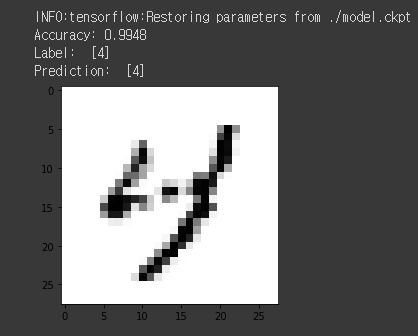 INFO:tensorflow:Restoring parameters from ./model.ckpt
Accuracy: 0.9948
Label:  [4]
Prediction:  [4]
0
5
10
15
20
25
4
0 5 10 15 20 25